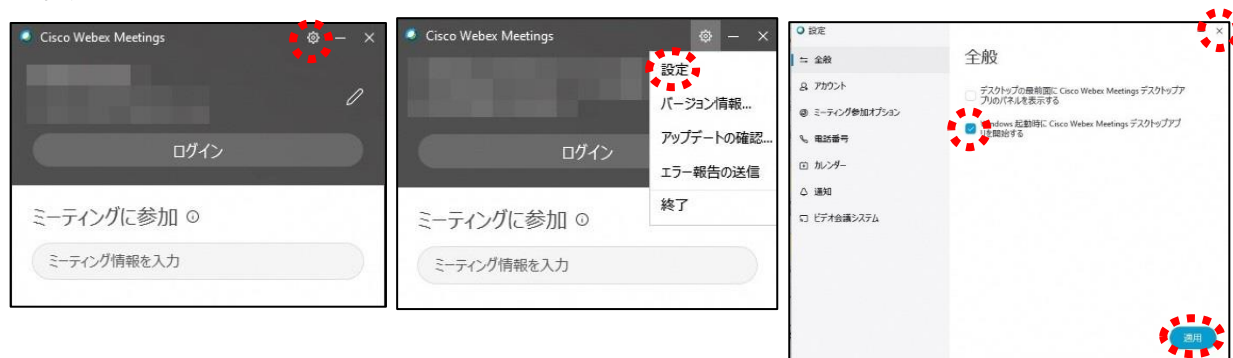 Cisco Webex Meetings
ログイン
ミーティングに参加
ミーティング情報を入力
Cisco Webex Meetings
設定
バージョン情報...
アップデートの確認...
エラー報告の送信
終了
ログイン
ミーティングに参加
ミーティング情報を入力
設定
全般
アカウント
ミーティング参加オプション
電話番号
カレンダー
通知
ビデオ会議システム
全般
デスクトップの最前面に Cisco Webex Meetings デスクトップア
プリのパネルを表示する
Windows 起動時に Cisco Webex Meetings デスクトップアプ
リを開始する
適用